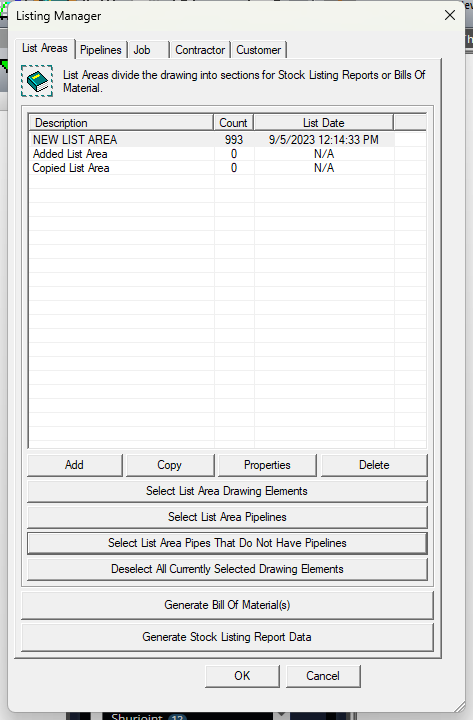 Listing Manager
List Areas Pipelines Job Contractor Customer
List Areas divide the drawing into sections for Stock Listing Reports or Bills Of
Material.
Description Count List Date
NEW LIST AREA 993 9/5/2023 12:14:33 PM
Added List Area 0 N/A
Copied List Area 0 N/A
Add Copy Properties Delete
Select List Area Drawing Elements
Select List Area Pipelines
Select List Area Pipes That Do Not Have Pipelines
Deselect All Currently Selected Drawing Elements
Generate Bill Of Material(s)
Generate Stock Listing Report Data
OK Cancel
Shurjoint 12